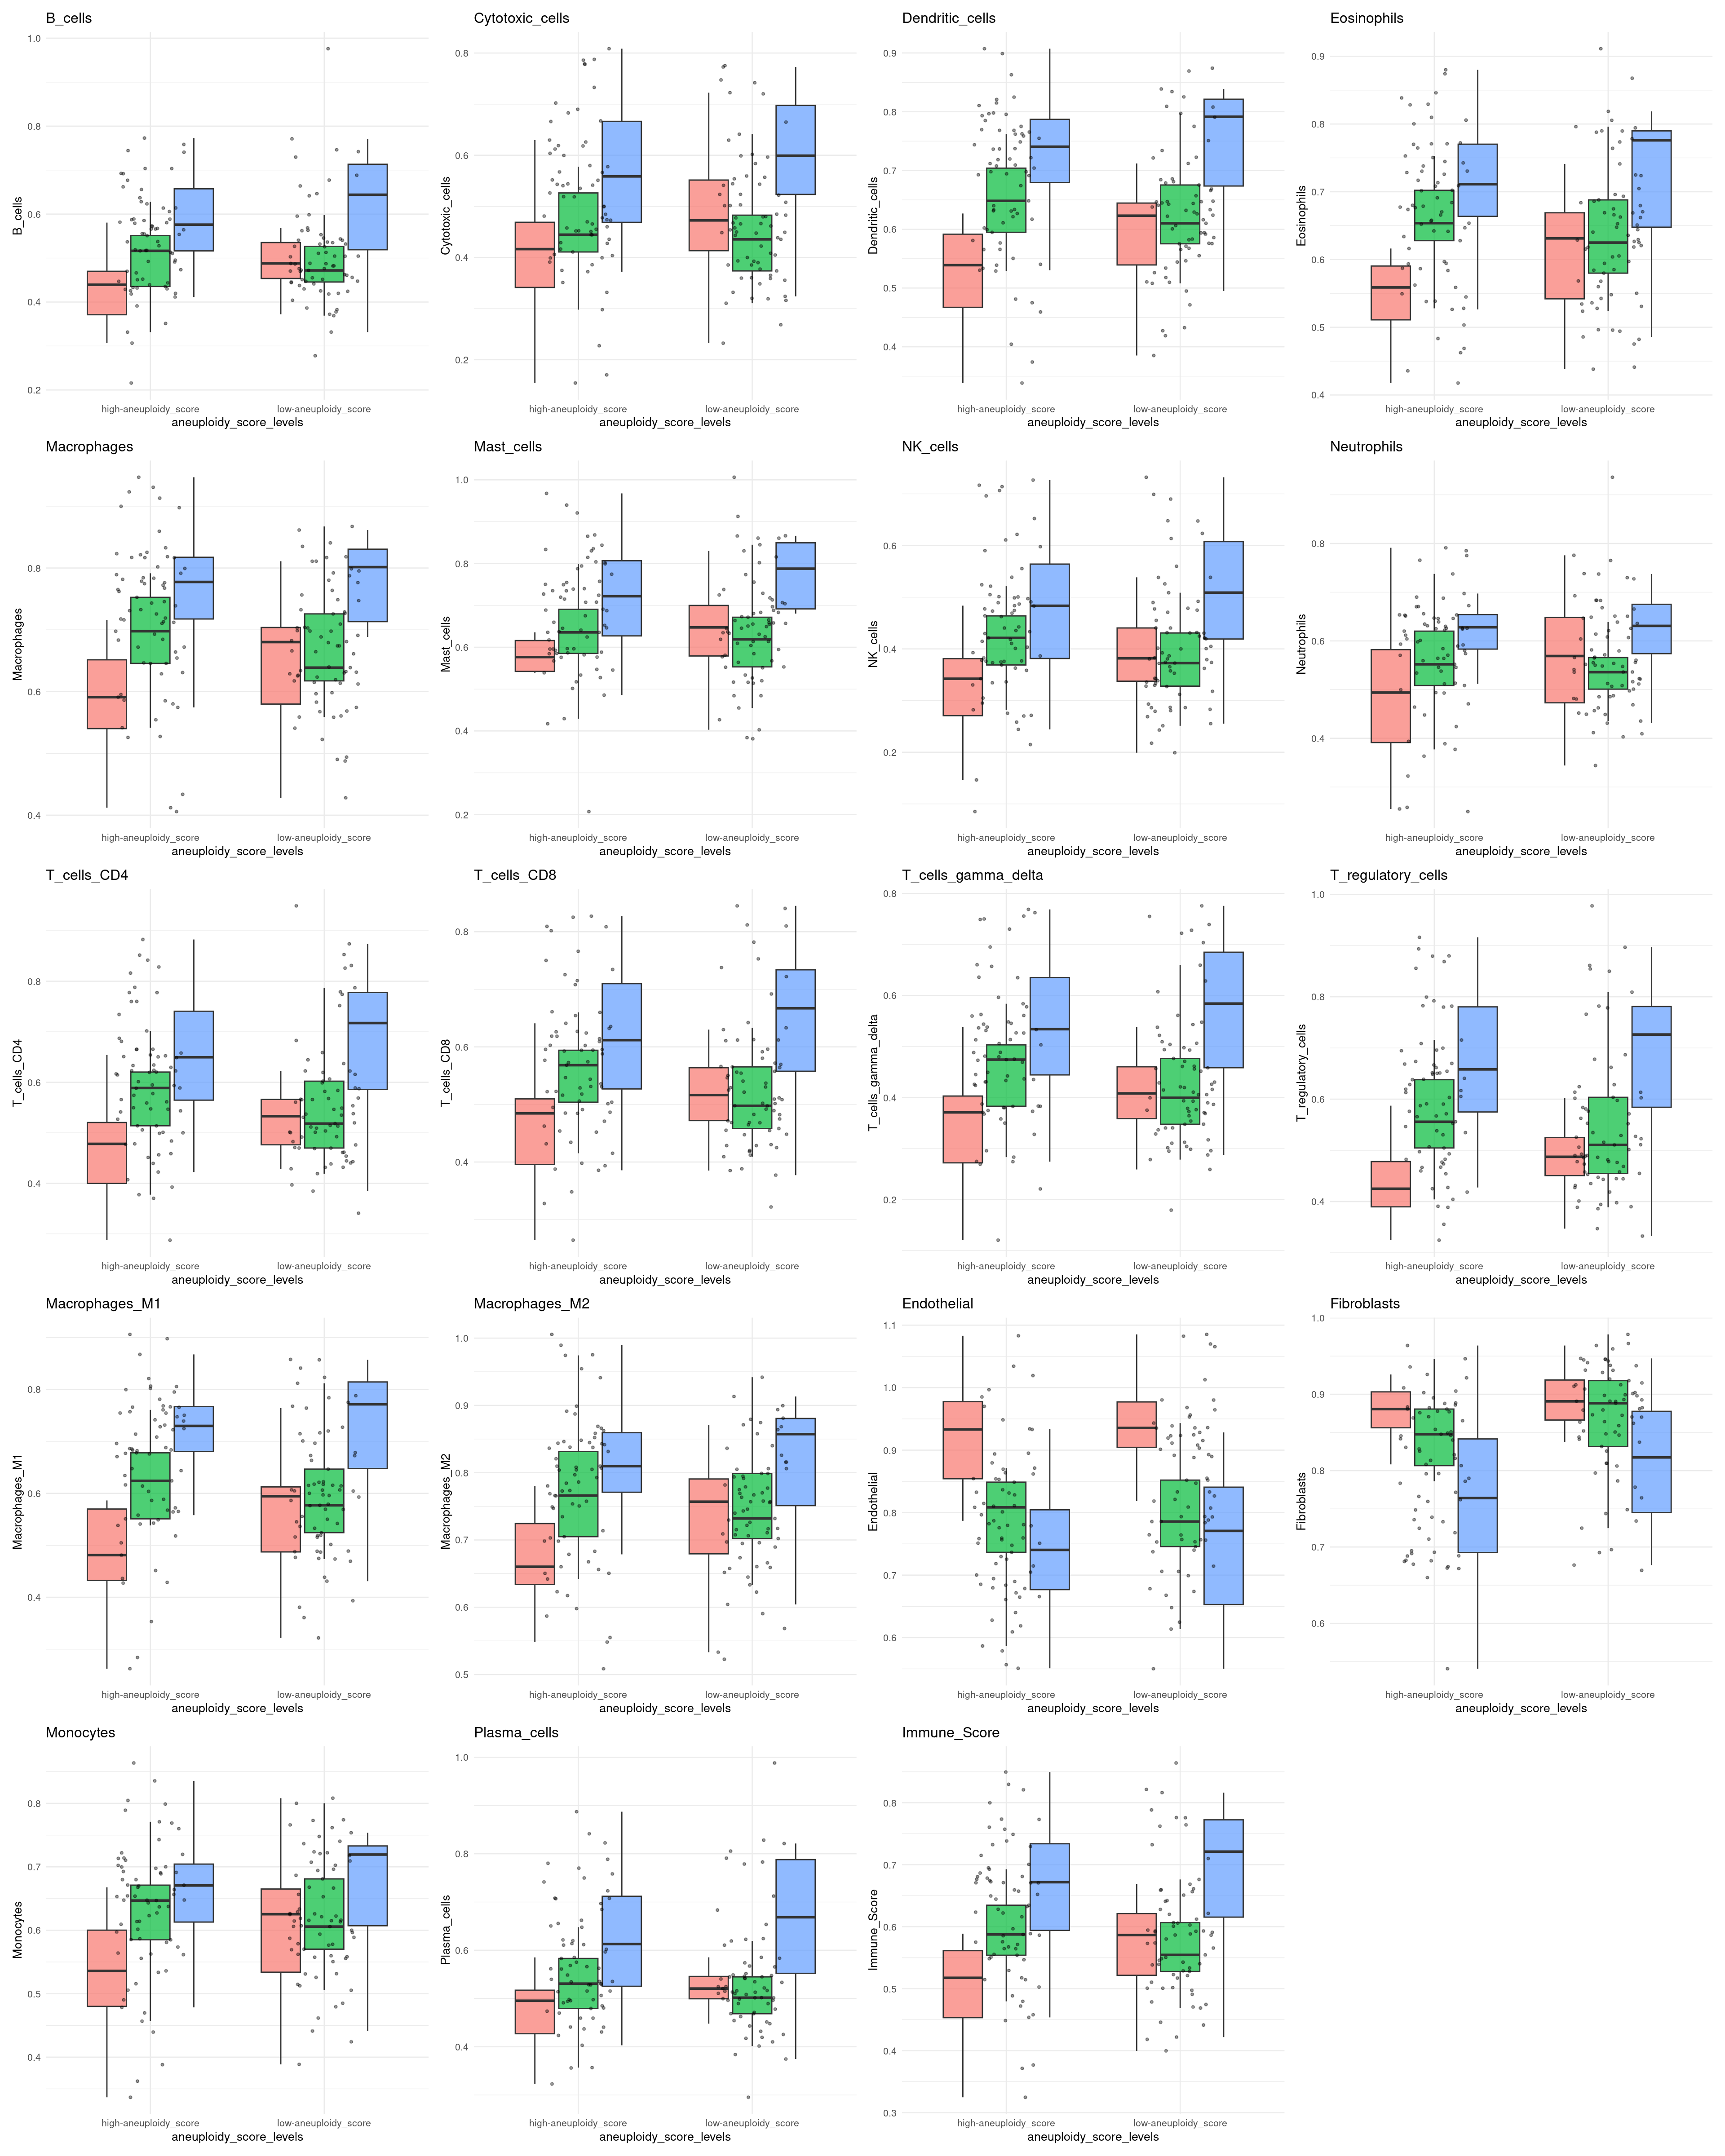 B_cells
B_cells
1.0
0.8
0.6
0.4
0.2
high-aneuploidy_score
low-aneuploidy_score
aneuploidy_score_levels
Cytotoxic_cells
Cytotoxic_cells
0.8
0.6
0.4
0.2
high-aneuploidy_score
low-aneuploidy_score
aneuploidy_score_levels
Dendritic_cells
Dendritic_cells
0.9
0.8
0.7
0.6
0.5
0.4
high-aneuploidy_score
low-aneuploidy_score
aneuploidy_score_levels
Eosinophils
Eosinophils
0.9
0.8
0.7
0.6
0.5
0.4
high-aneuploidy_score
low-aneuploidy_score
aneuploidy_score_levels
Macrophages
Macrophages
0.8
0.6
0.4
high-aneuploidy_score
low-aneuploidy_score
aneuploidy_score_levels
Mast_cells
Mast_cells
1.0
0.8
0.6
0.4
0.2
high-aneuploidy_score
low-aneuploidy_score
aneuploidy_score_levels
NK_cells
NK_cells
0.6
0.4
0.2
high-aneuploidy_score
low-aneuploidy_score
aneuploidy_score_levels
Neutrophils
Neutrophils
0.8
0.6
0.4
high-aneuploidy_score
low-aneuploidy_score
aneuploidy_score_levels
T_cells_CD4
T_cells_CD4
0.8
0.6
0.4
high-aneuploidy_score
low-aneuploidy_score
aneuploidy_score_levels
T_cells_CD8
T_cells_CD8
0.8
0.6
0.4
high-aneuploidy_score
low-aneuploidy_score
aneuploidy_score_levels
T_cells_gamma_delta
T_cells_gamma_delta
0.8
0.6
0.4
0.2
high-aneuploidy_score
low-aneuploidy_score
aneuploidy_score_levels
T_regulatory_cells
T_regulatory_cells
1.0
0.8
0.6
0.4
high-aneuploidy_score
low-aneuploidy_score
aneuploidy_score_levels
Macrophages_M1
Macrophages_M1
0.8
0.6
0.4
high-aneuploidy_score
low-aneuploidy_score
aneuploidy_score_levels
Macrophages_M2
Macrophages_M2
1.0
0.9
0.8
0.7
0.6
0.5
high-aneuploidy_score
low-aneuploidy_score
aneuploidy_score_levels
Endothelial
Endothelial
1.1
1.0
0.9
0.8
0.7
0.6
high-aneuploidy_score
low-aneuploidy_score
aneuploidy_score_levels
Fibroblasts
Fibroblasts
1.0
0.9
0.8
0.7
0.6
high-aneuploidy_score
low-aneuploidy_score
aneuploidy_score_levels
Monocytes
Monocytes
0.8
0.7
0.6
0.5
0.4
high-aneuploidy_score
low-aneuploidy_score
aneuploidy_score_levels
Plasma_cells
Plasma_cells
1.0
0.8
0.6
0.4
high-aneuploidy_score
low-aneuploidy_score
aneuploidy_score_levels
Immune_Score
Immune_Score
0.8
0.7
0.6
0.5
0.4
0.3
high-aneuploidy_score
low-aneuploidy_score
aneuploidy_score_levels